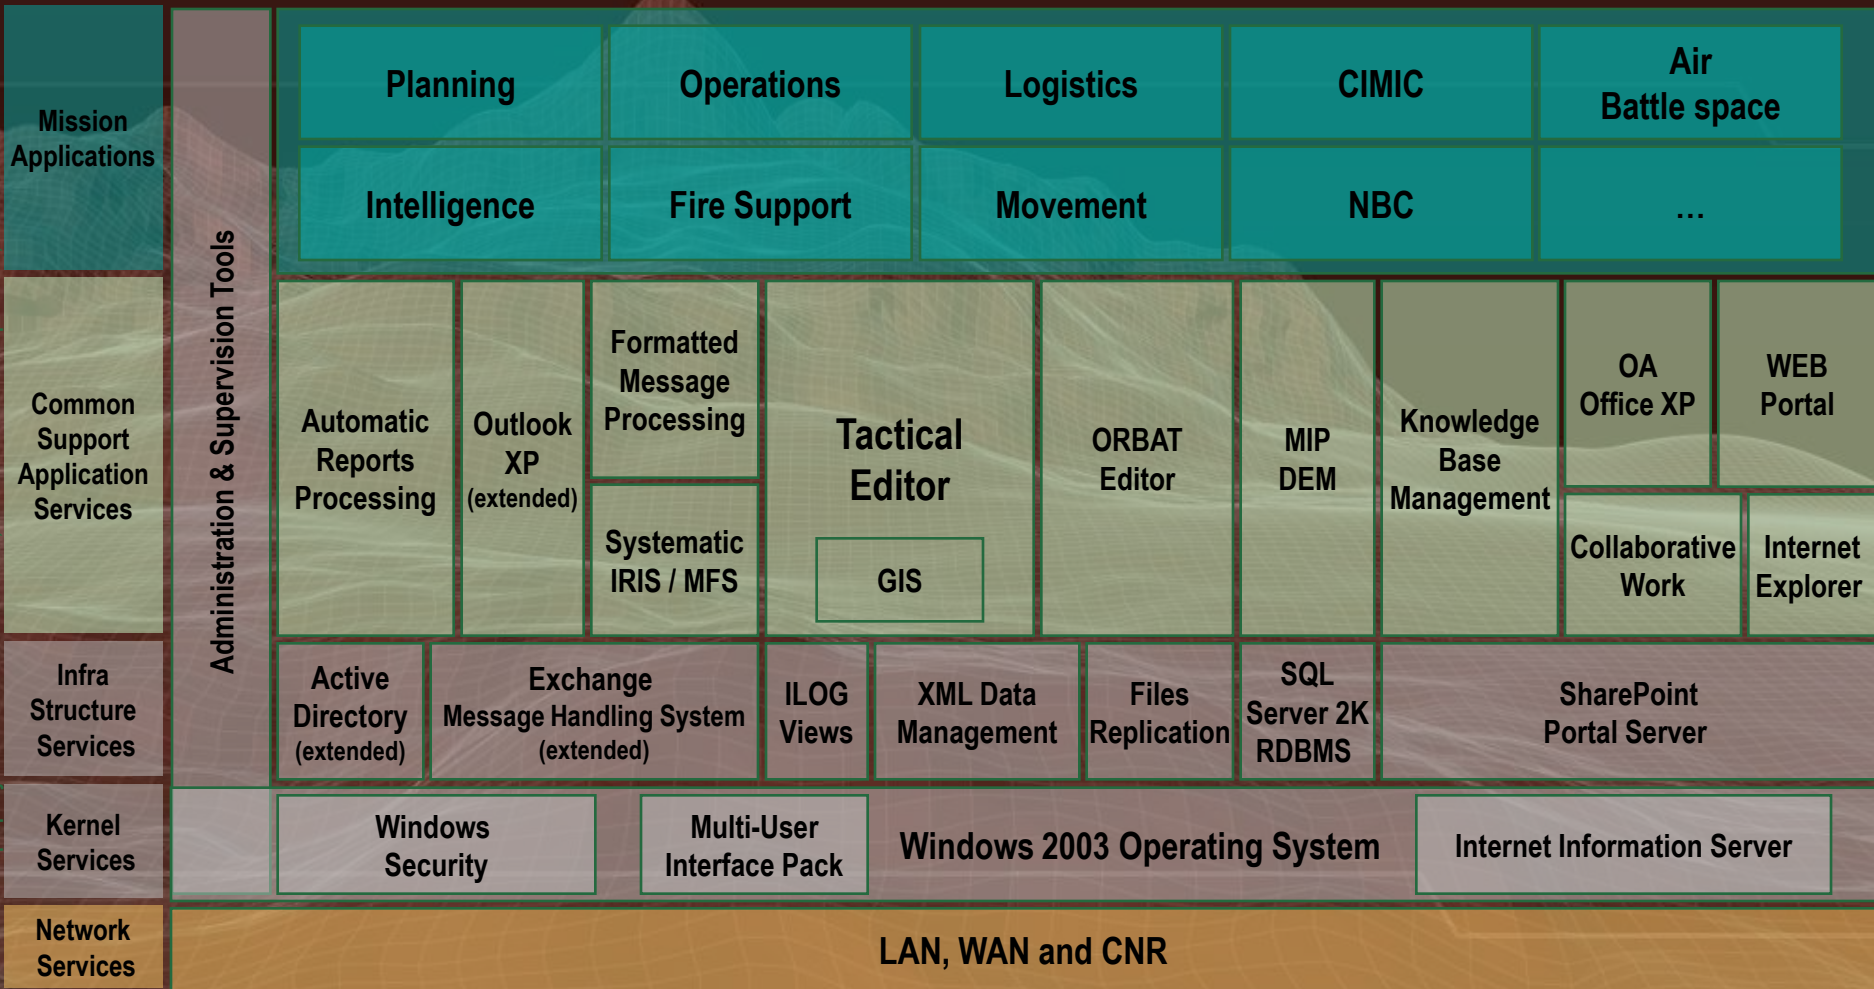 Mission
Applications
Planning
Operations
Logistics
CIMIC
Air
Battle space
Intelligence
Fire Support
Movement
NBC
...
Administration & Supervision Tools
Common
Support
Application
Services
Automatic
Reports
Processing
Outlook
XP
(extended)
Formatted
Message
Processing
Systematic
IRIS / MFS
Tactical
Editor
GIS
ORBAT
Editor
MIP
DEM
Knowledge
Base
Management
OA
Office XP
WEB
Portal
Collaborative
Work
Internet
Explorer
Infra
Structure
Services
Active
Directory
(extended)
Exchange
Message Handling System
(extended)
ILOG
Views
XML Data
Management
Files
Replication
SQL
Server 2K
RDBMS
SharePoint
Portal Server
Kernel
Services
Windows
Security
Multi-User
Interface Pack
Windows 2003 Operating System
Internet Information Server
Network
Services
LAN, WAN and CNR